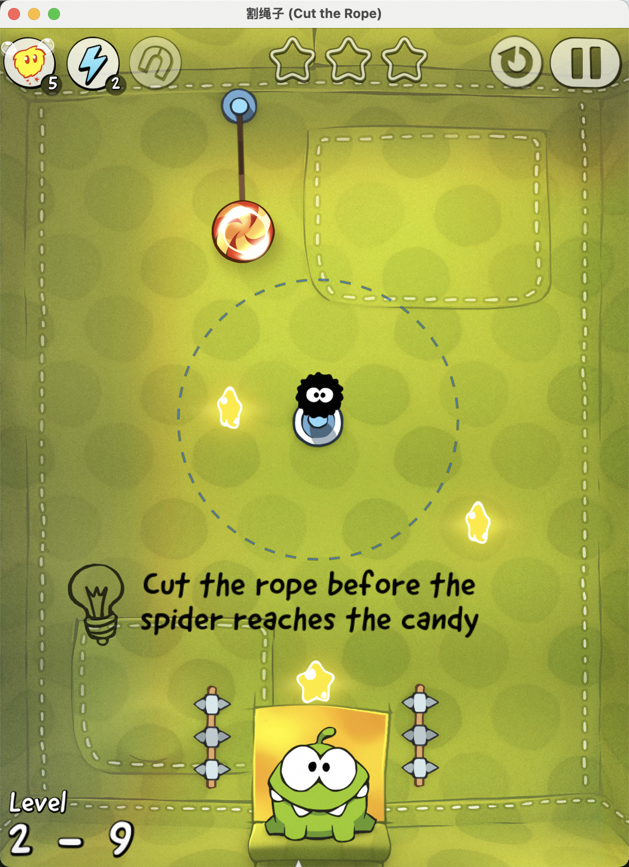 割绳子 (Cut the Rope)
5
2
Cut the rope before the
spider reaches the candy
Level
2 - 9